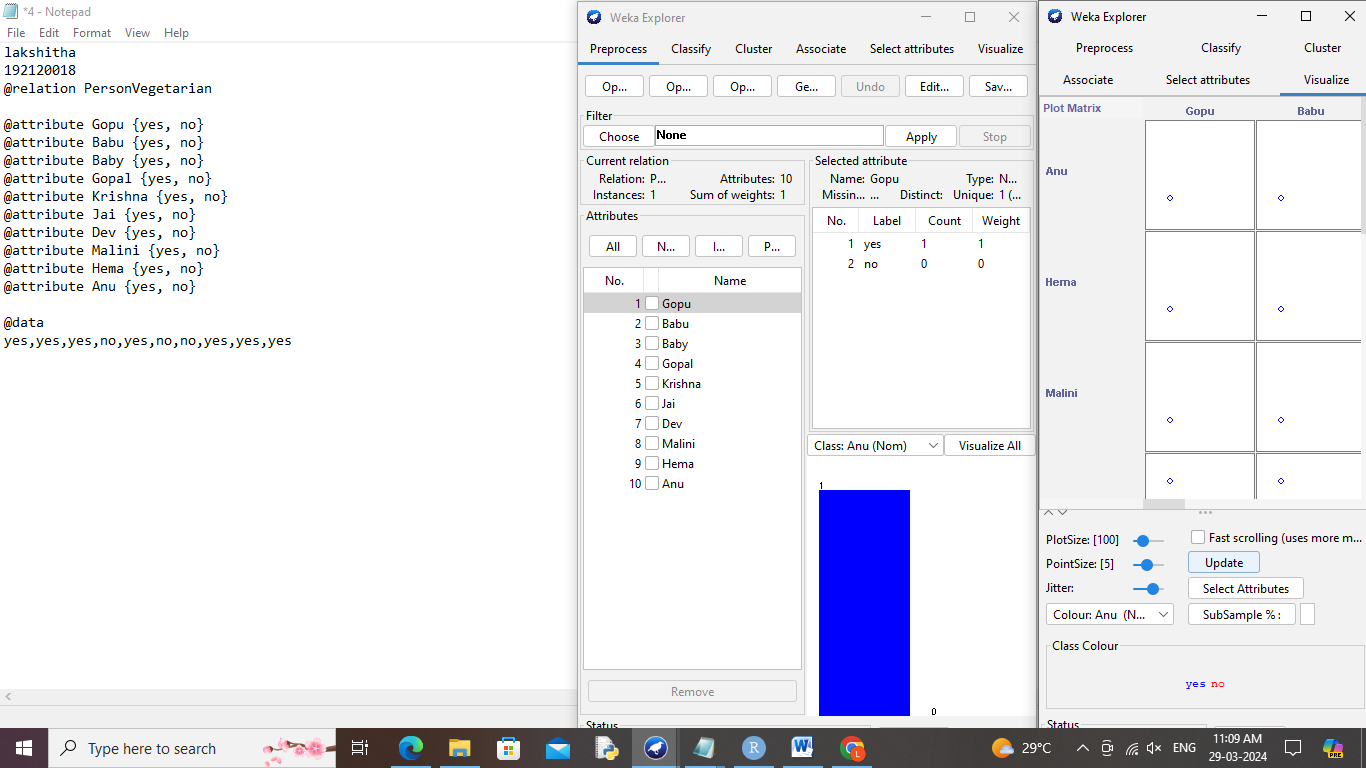 *4 - Notepad
File Edit Format View Help
lakshitha
192120018
@relation PersonVegetarian
@attribute Gopu {yes, no}
@attribute Babu {yes, no}
@attribute Baby {yes, no}
@attribute Gopal {yes, no}
@attribute Krishna {yes, no}
@attribute Jai {yes, no}
@attribute Dev {yes, no}
@attribute Malini {yes, no}
@attribute Hema {yes, no}
@attribute Anu {yes, no}
@data
yes,yes,yes,no,yes,no,no,yes,yes,yes
Weka Explorer
Preprocess Classify Cluster Associate Select attributes Visualize
Op... Op... Op... Ge... Undo Edit... Sav...
Filter
Choose None Apply Stop
Current relation
Relation: P... Attributes: 10
Instances: 1 Sum of weights: 1
Attributes
All N... I... P...
No. Name
1 Gopu
2 Babu
3 Baby
4 Gopal
5 Krishna
6 Jai
7 Dev
8 Malini
9 Hema
10 Anu
Remove
Status
Selected attribute
Name: Gopu Type: N...
Missin... ... Distinct: Unique: 1 (...
No. Label Count Weight
1 yes 1 1
2 no 0 0
Class: Anu (Nom) Visualize All
1
0
Weka Explorer
Preprocess Classify Cluster
Associate Select attributes Visualize
Plot Matrix Gopu Babu
Anu
Hema
Malini
PlotSize: [100] Fast scrolling (uses more m...
PointSize: [5] Update
Jitter: Select Attributes
Colour: Anu (N... SubSample % :
Class Colour
yes no
Status
Type here to search
29°C ENG 11:09 AM
29-03-2024